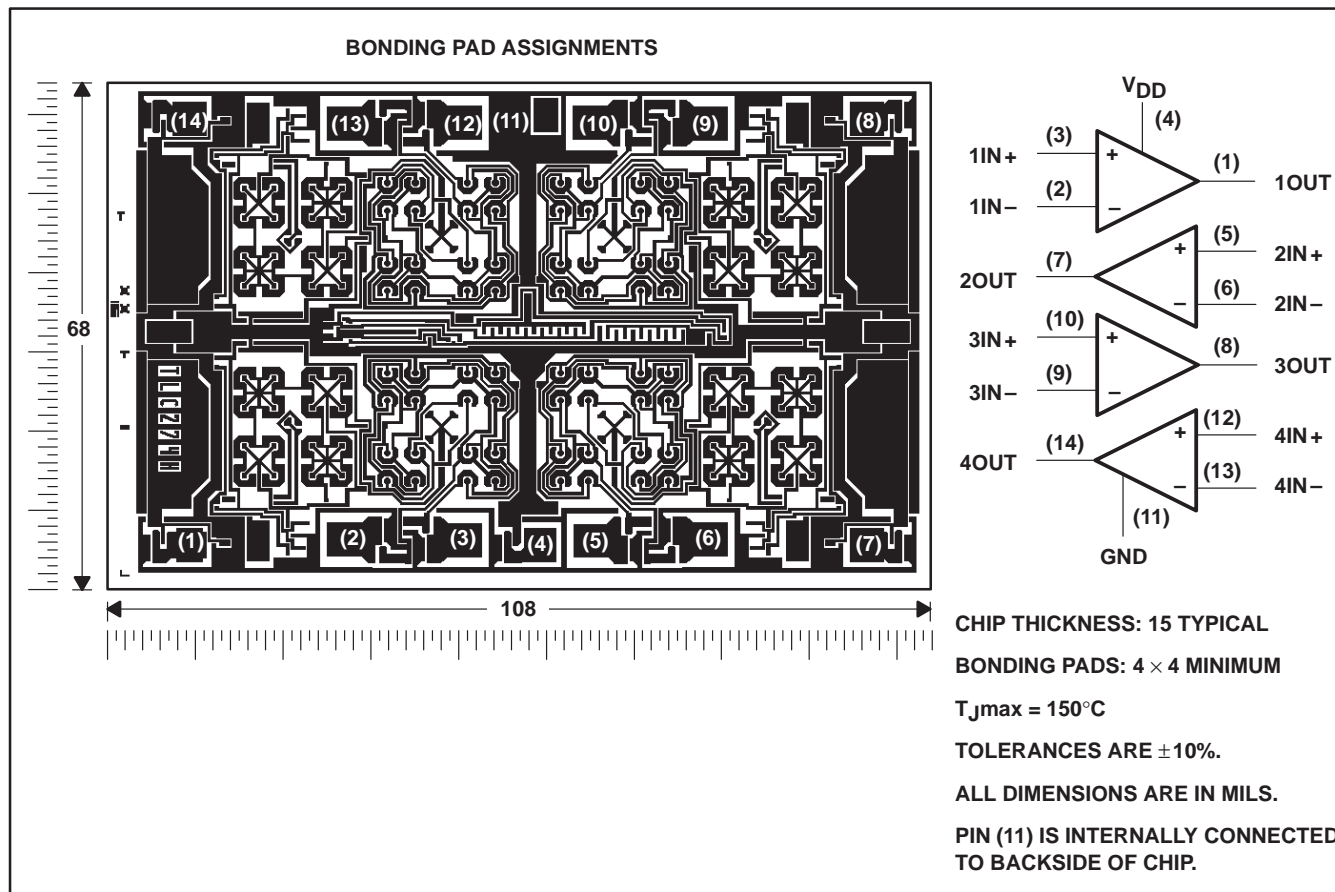 BONDING PAD ASSIGNMENTS
(14) (13) (12) (11) (10) (9) (8)
68
TLC274H
(1) (2) (3) (4) (5) (6) (7)
108
VDD
(4)
(3)
1IN+
+
(1)
1OUT
(2)
1IN−
−
(5)
2IN+
+
(7)
2OUT
(6)
2IN−
−
(10)
3IN+
+
(8)
3OUT
(9)
3IN−
−
(12)
4IN+
+
(14)
4OUT
(13)
4IN−
−
(11)
GND
CHIP THICKNESS: 15 TYPICAL
BONDING PADS: 4 × 4 MINIMUM
TJmax = 150°C
TOLERANCES ARE ±10%.
ALL DIMENSIONS ARE IN MILS.
PIN (11) IS INTERNALLY CONNECTED
TO BACKSIDE OF CHIP.